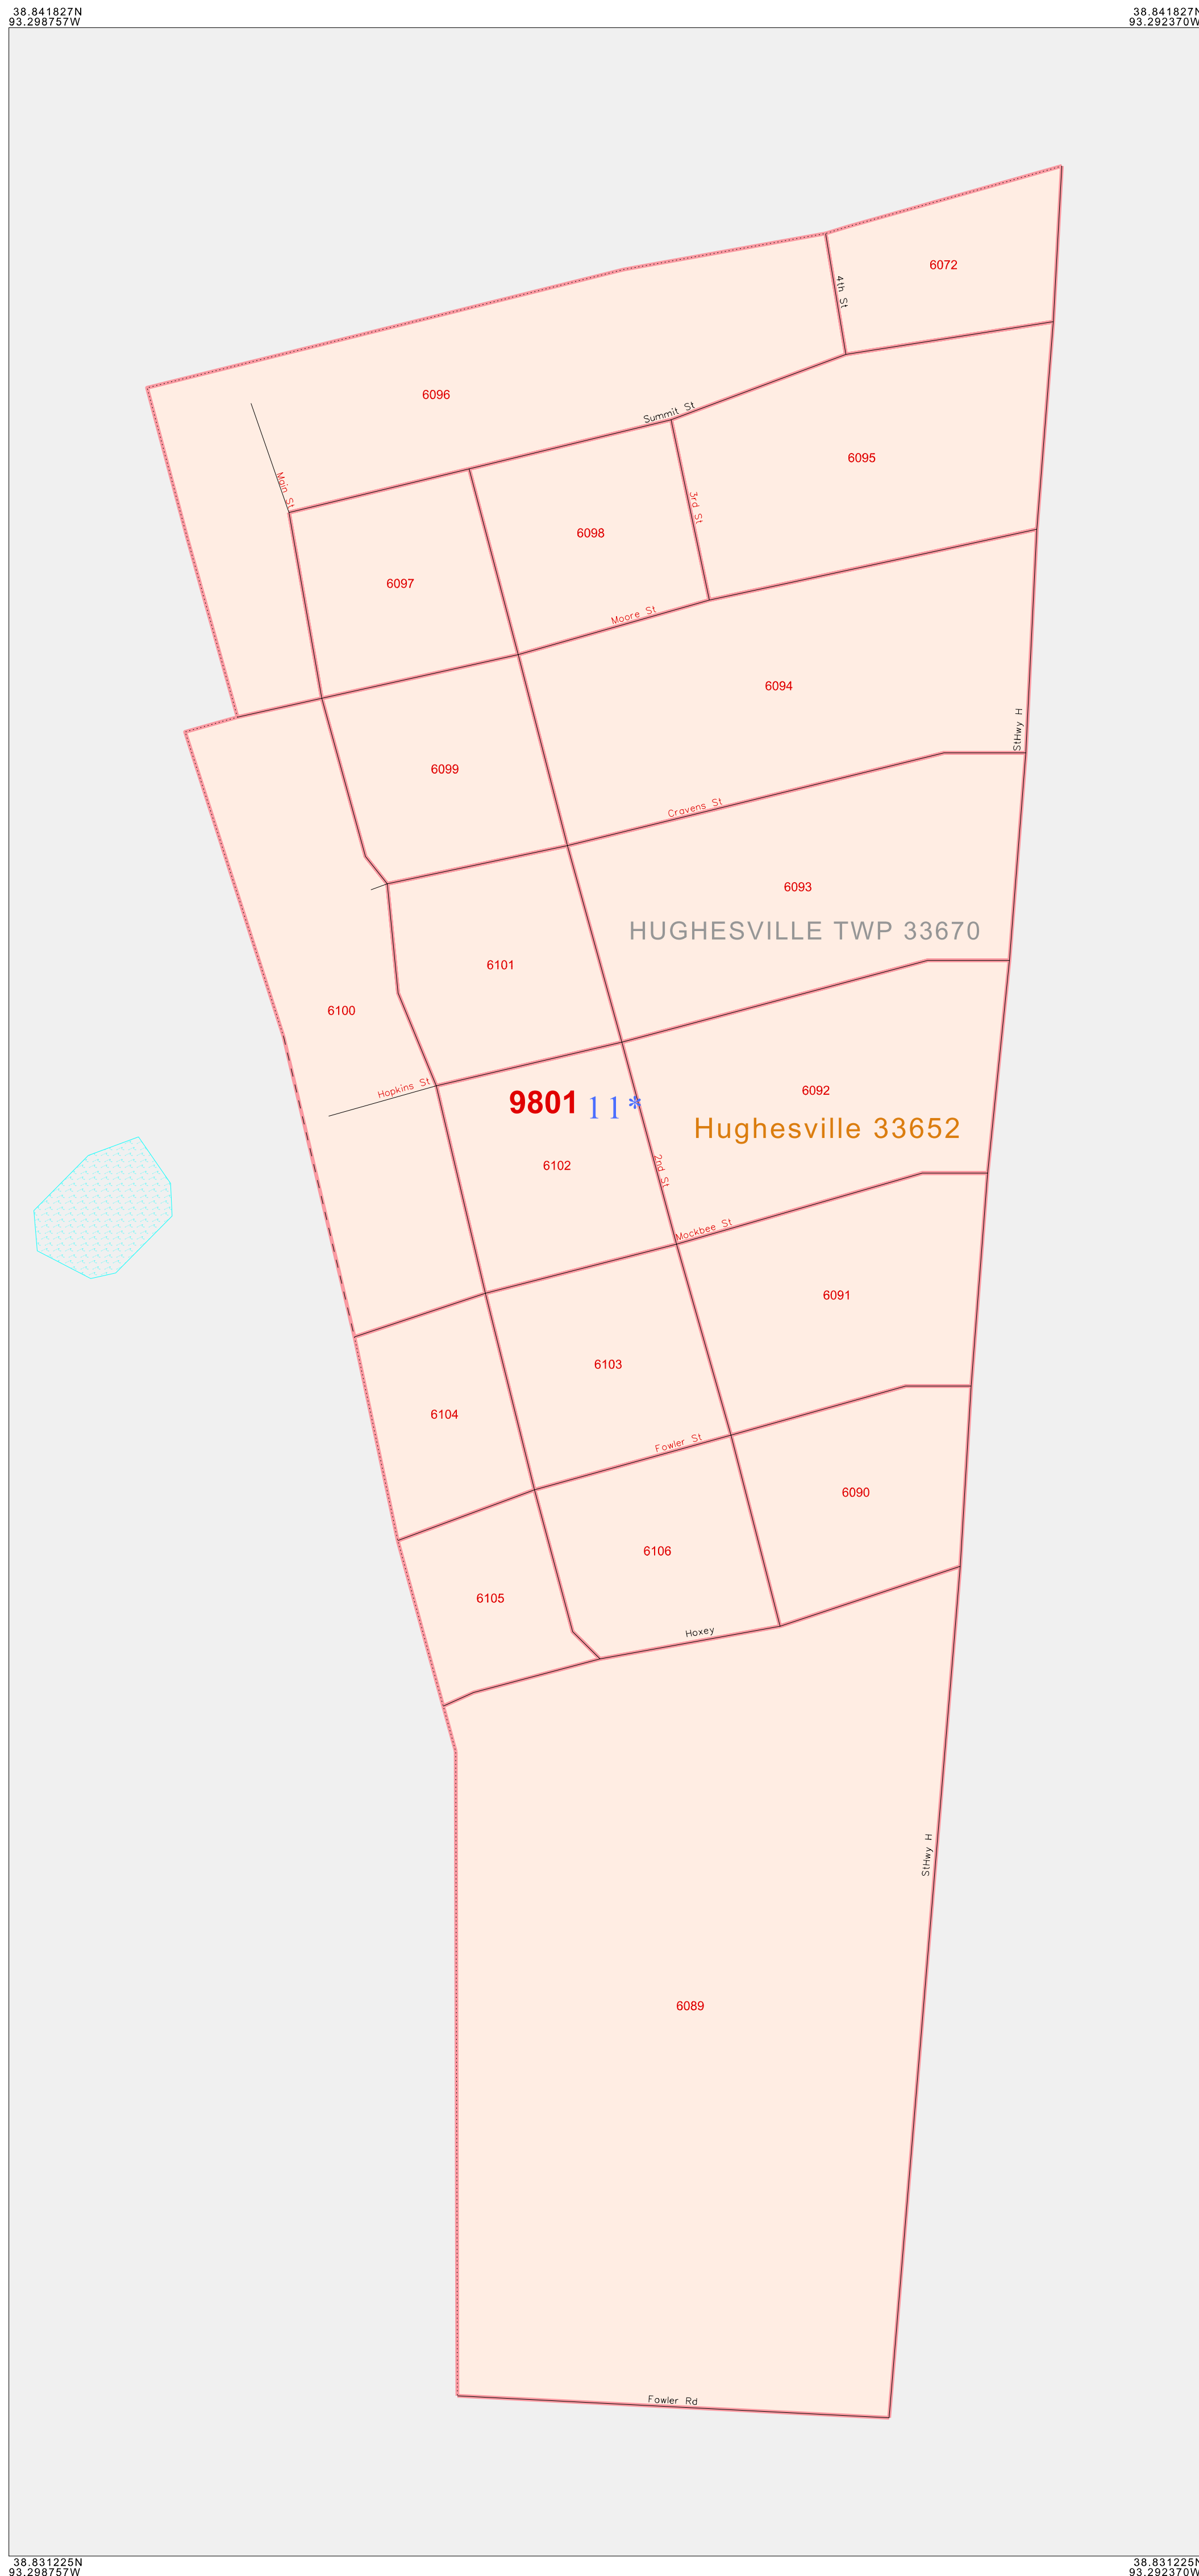 38.841827N
93.298757W
38.841827N
93.292370W
6072
4th St
6096
Summit St
6095
Main St
3rd St
6098
6097
Moore St
6094
StHwy H
6099
Cravens St
6093
HUGHESVILLE TWP 33670
6101
6100
Hopkins St
6092
9801
11*
Hughesville 33652
6102
2nd St
Mockbee St
6091
6103
6104
Fowler St
6090
6106
6105
Hoxey
StHwy H
6089
Fowler Rd
38.831225N
93.298757W
38.831225N
93.292370W